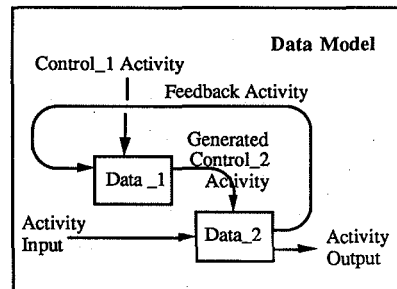 Data Model
Control_1 Activity
Feedback Activity
Generated
Control_2
Activity
Data _1
Activity
Input
Data_2
Activity
Output